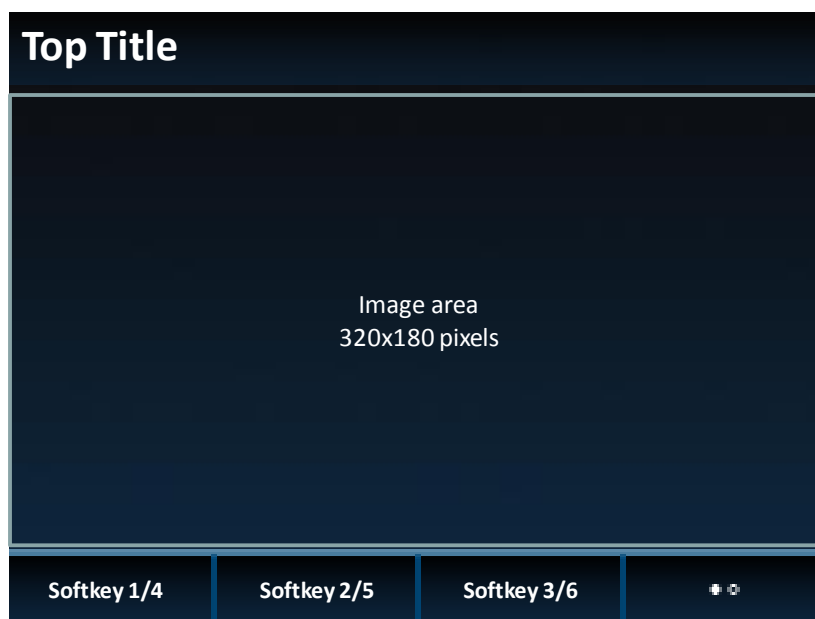 Top Title
Image area
320x180 pixels
Softkey 1/4
Softkey 2/5
Softkey 3/6